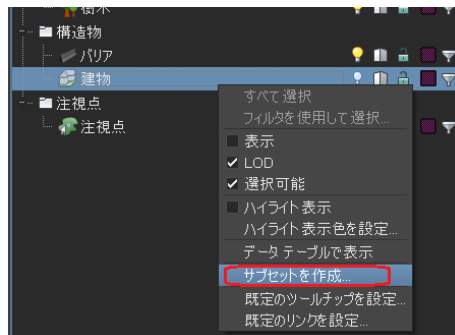 樹木
構造物
バリア
建物
注視点
注視点
すべて選択
フィルタを使用して選択...
表示
LOD
選択可能
ハイライト表示
ハイライト表示色を設定...
データ テーブルで表示
サブセットを作成...
既定のツールチップを設定...
既定のリンクを設定...